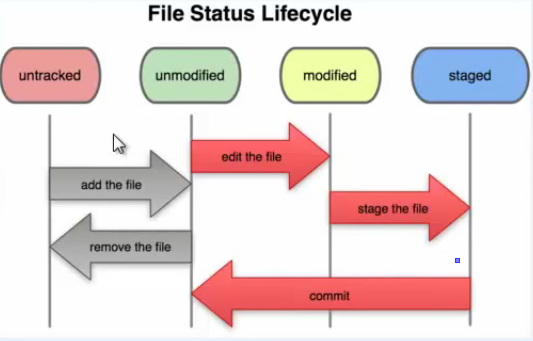 File Status Lifecycle
untracked
unmodified
modified
staged
edit the file
add the file
stage the file
remove the file
commit